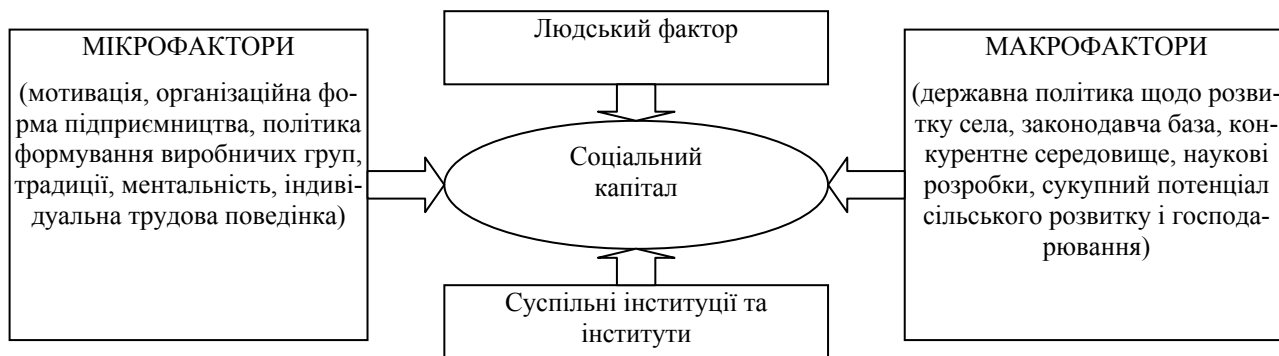 МІКРОФАКТОРИ
(мотивація, організаційна фо-
рма підприємництва, політика
формування виробничих груп,
традиції, ментальність, індиві-
дуальна трудова поведінка)
Людський фактор
Соціальний
капітал
Суспільні інституції та
інститути
МАКРОФАКТОРИ
(державна політика щодо розви-
тку села, законодавча база, кон-
курентне середовище, наукові
розробки, сукупний потенціал
сільського розвитку і господа-
рювання)